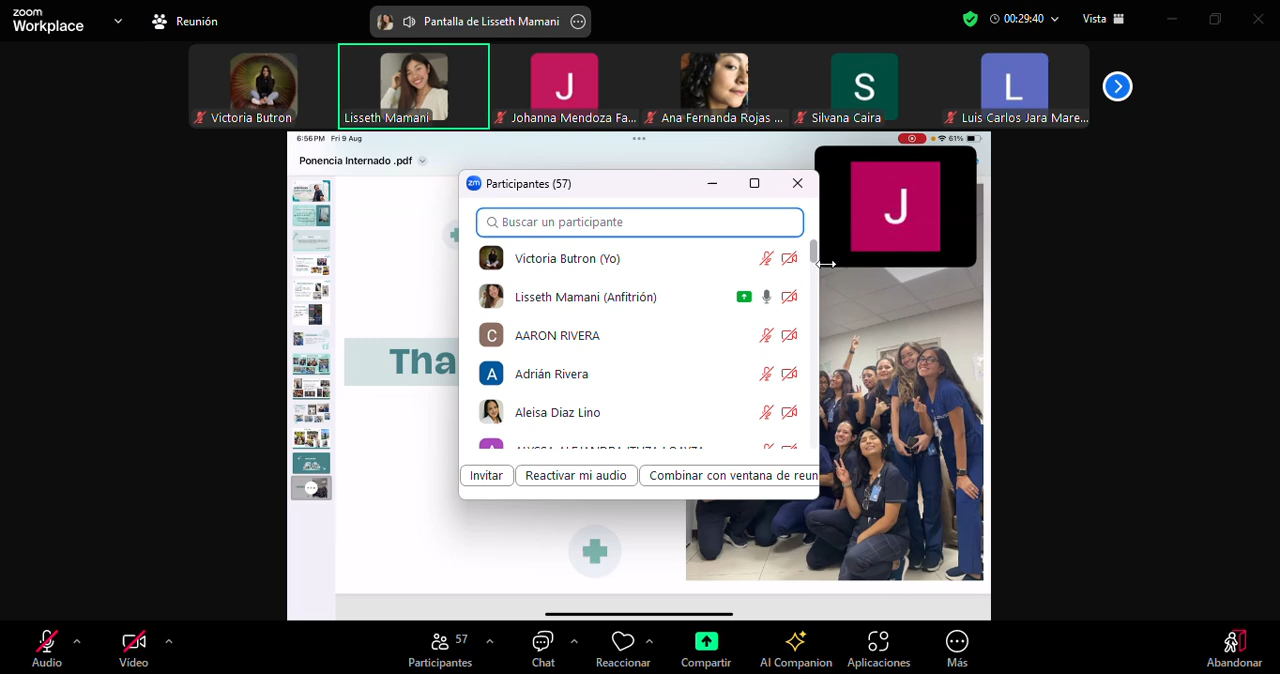 zoom
Workplace
Reunión
Pantalla de Lisseth Mamani
00:29:40
Vista
Victoria Butron
Lisseth Mamani
J
Johanna Mendoza Fa...
Ana Fernanda Rojas ...
S
Silvana Caira
L
Luis Carlos Jara Mare...
6:56 PM Fri 9 Aug
61%
Ponencia Internado .pdf
J
zm Participantes (57)
Buscar un participante
Victoria Butron (Yo)
Lisseth Mamani (Anfitrión)
C AARON RIVERA
A Adrián Rivera
Aleisa Diaz Lino
Tha
Invitar
Reactivar mi audio
Combinar con ventana de reun
Audio
Vídeo
57
Participantes
Chat
Reaccionar
Compartir
AI Companion
Aplicaciones
Más
Abandonar